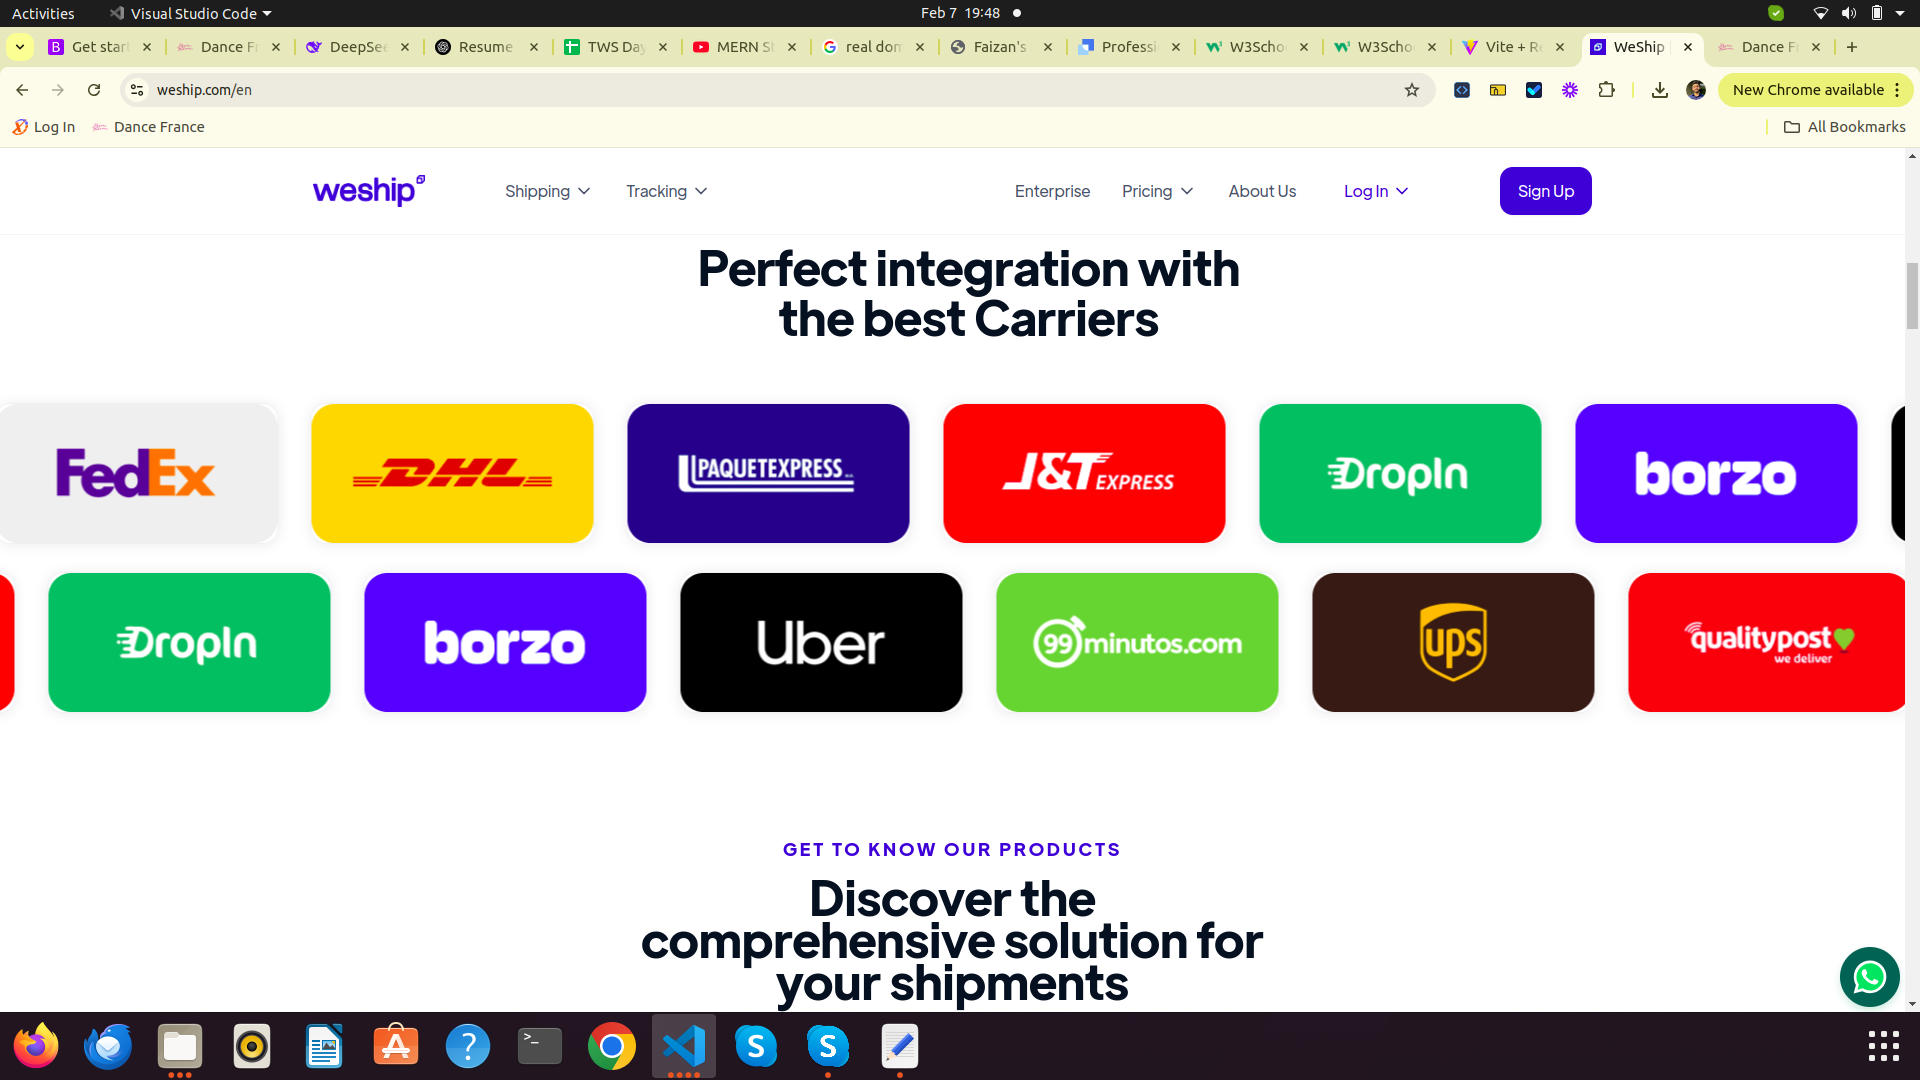 Activities
Visual Studio Code
Feb 7 19:48
Get start
Dance Fr
DeepSee
Resume
TWS Day
MERN St
real dom
Faizan's
Professi
W3Scho
W3Scho
Vite + Re
WeShip
Dance Fr
weship.com/en
New Chrome available
Log In
Dance France
All Bookmarks
weship
Shipping
Tracking
Enterprise
Pricing
About Us
Log In
Sign Up
Perfect integration with
the best Carriers
FedEx
DHL
PAQUETEXPRESS
J&T EXPRESS
DropIn
borzo
DropIn
borzo
Uber
99minutos.com
ups
qualitypost
we deliver
GET TO KNOW OUR PRODUCTS
Discover the
comprehensive solution for
your shipments